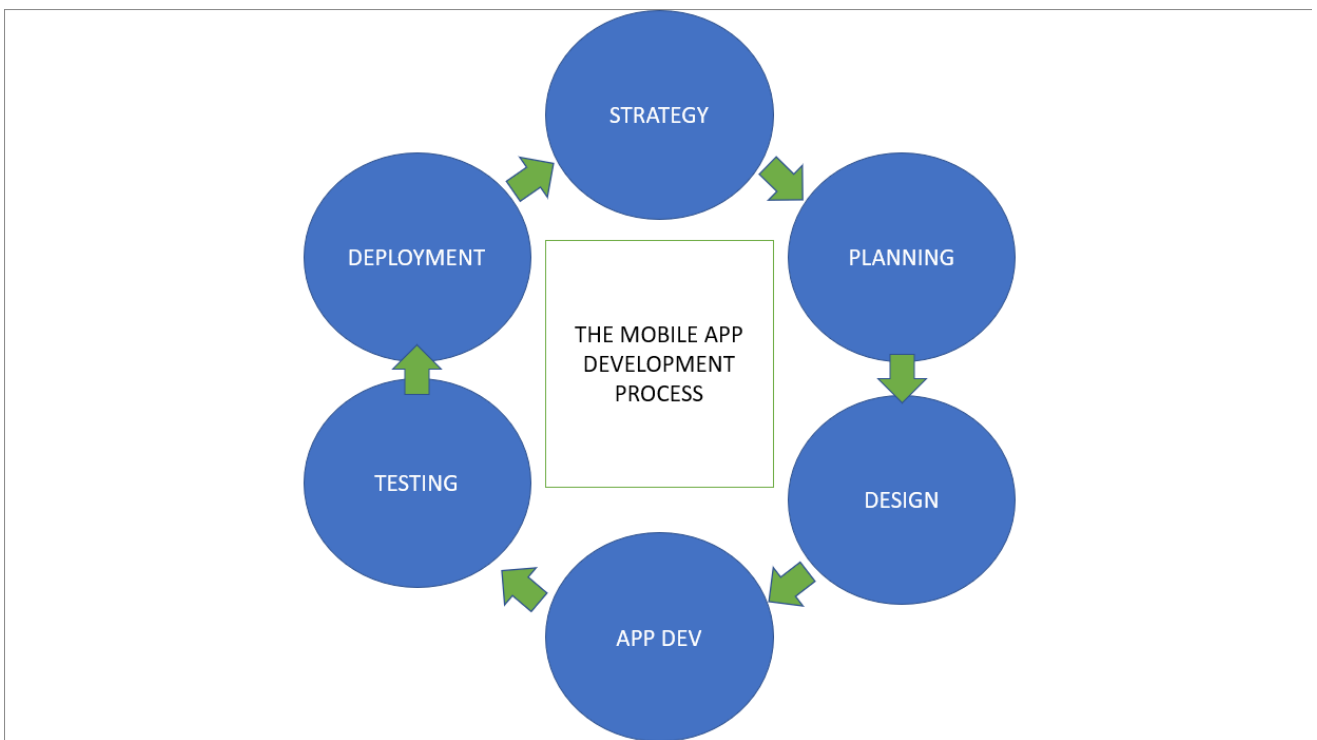 STRATEGY
PLANNING
DEPLOYMENT
THE MOBILE APP
DEVELOPMENT
PROCESS
TESTING
DESIGN
APP DEV